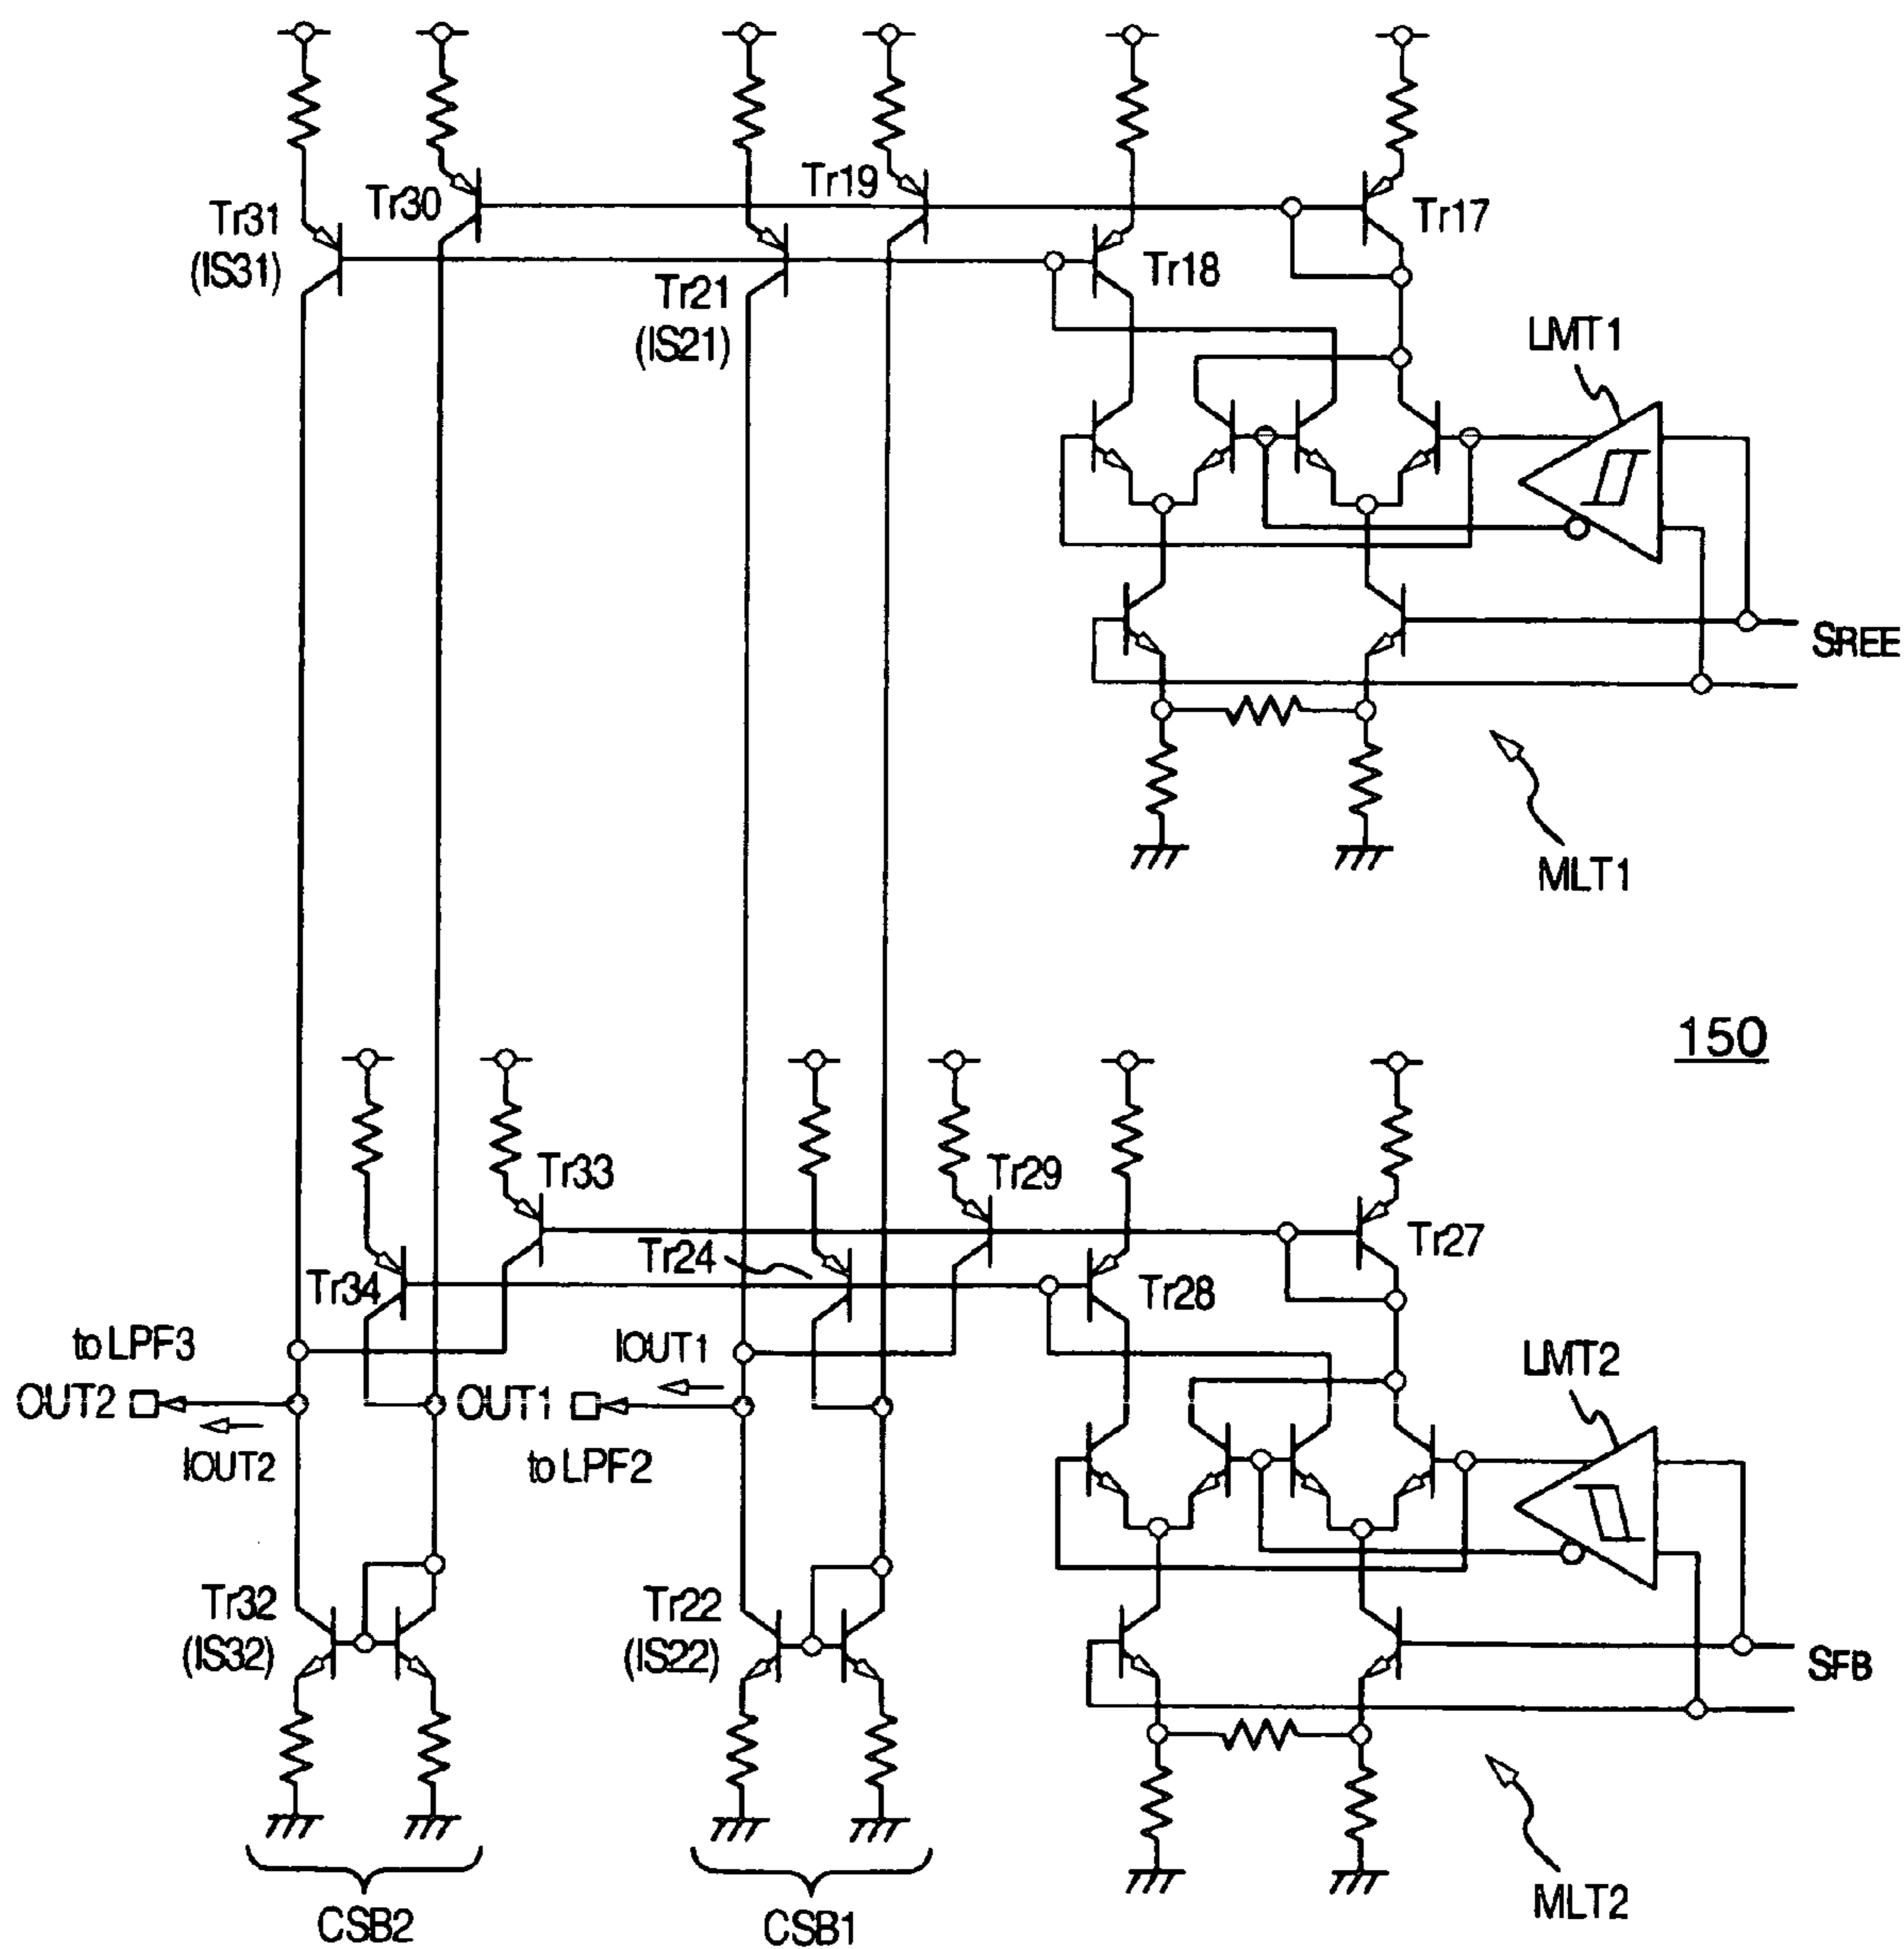 Tr19
Tr30
Tr31
(IS31)
Tr17
Tr18
Tr21
(IS21)
LMT1
SREE
MLT1
150
Tr33
Tr29
Tr24
Tr27
Tr34
Tr28
to LPF3
IOUT1
LMT2
OUT2
OUT1
IOUT2
to LPF2
Tr32
(IS32)
Tr22
(IS22)
SFB
MLT2
CSB2
CSB1